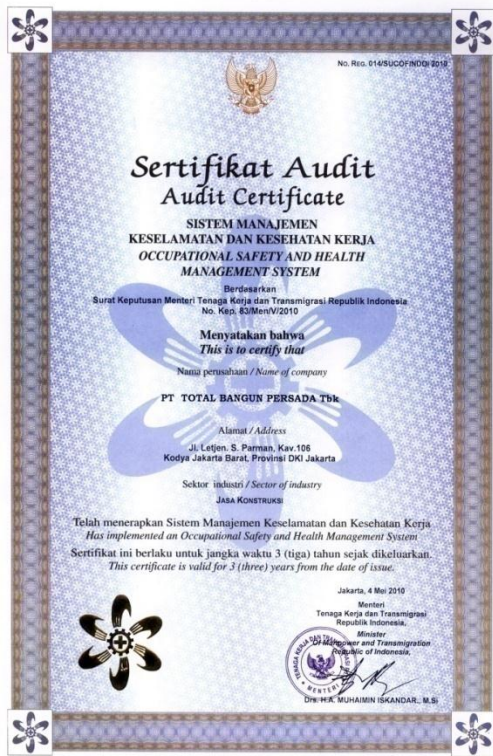 No. REG. 014/SUCOFINDO/ 2010
Sertifikat Audit
Audit Certificate
SISTEM MANAJEMEN
KESELAMATAN DAN KESEHATAN KERJA
OCCUPATIONAL SAFETY AND HEALTH
MANAGEMENT SYSTEM
Berdasarkan
Surat Keputusan Menteri Tenaga Kerja dan Transmigrasi Republik Indonesia
No. Kep. 83/Men/V/2010
Menyatakan bahwa
This is to certify that
Nama perusahaan / Name of company
PT TOTAL BANGUN PERSADA Tbk
Alamat / Address
Jl. Letjen. S. Parman, Kav.106
Kodya Jakarta Barat, Provinsi DKI Jakarta
Sektor industri / Sector of industry
JASA KONSTRUKSI
Telah menerapkan Sistem Manajemen Keselamatan dan Kesehatan Kerja
Has implemented an Occupational Safety and Health Management System
Sertifikat ini berlaku untuk jangka waktu 3 (tiga) tahun sejak dikeluarkan.
This certificate is valid for 3 (three) years from the date of issue.
Jakarta, 4 Mei 2010
Menteri
Tenaga Kerja dan Transmigrasi
Republik Indonesia,
Minister
Of Manpower and Transmigration
Republic of Indonesia,
TENAGA KERJA DAN
MENTERI
Drs. H.A. MUHAIMIN ISKANDAR., M.Si